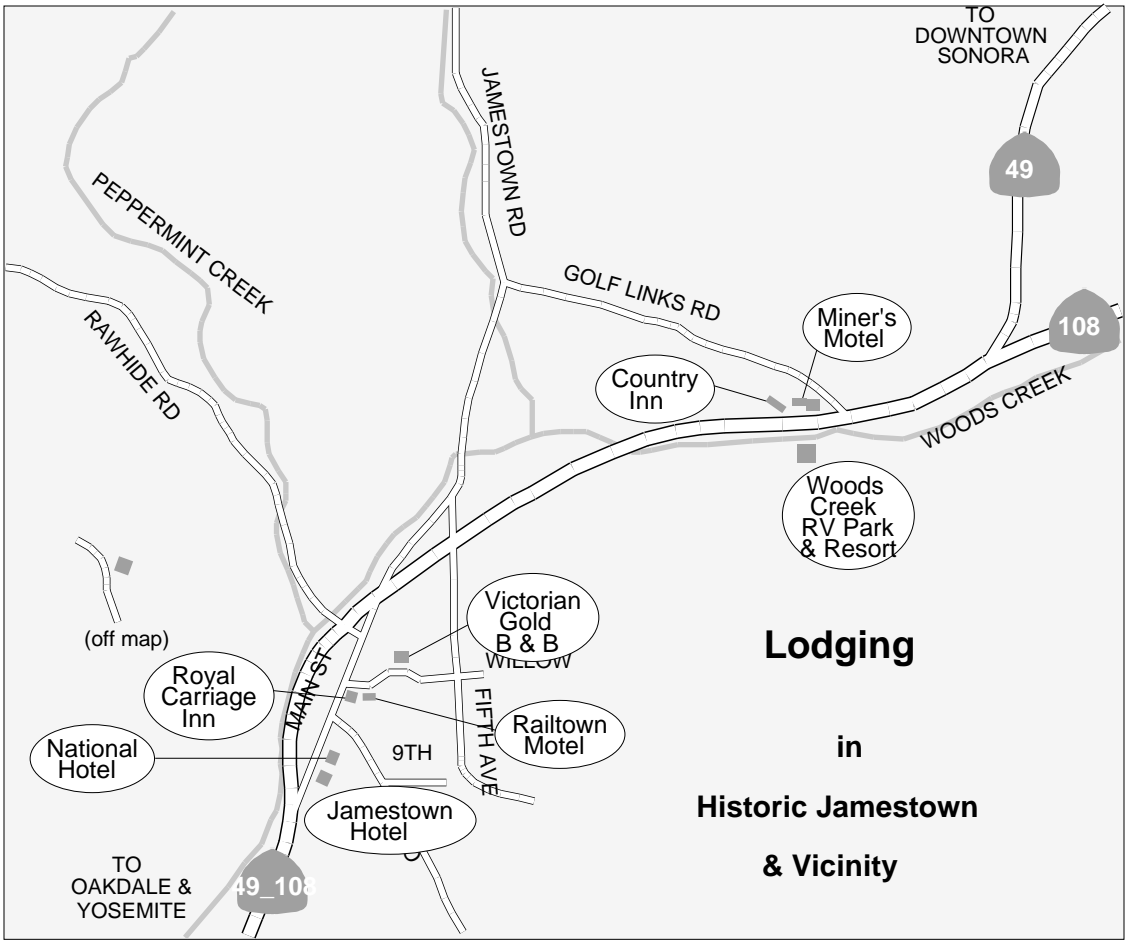 TO
DOWNTOWN
SONORA
JAMESTOWN RD
49
PEPPERMINT CREEK
GOLF LINKS RD
108
Miner's
Motel
RAWHIDE RD
Country
Inn
WOODS CREEK
Woods
Creek
RV Park
& Resort
(off map)
Victorian
Gold
B & B
WILLOW
Lodging
in
Historic Jamestown
& Vicinity
Royal
Carriage
Inn
MAIN ST
FIFTH AVE
Railtown
Motel
National
Hotel
9TH
Jamestown
Hotel
TO
OAKDALE &
YOSEMITE
49_108